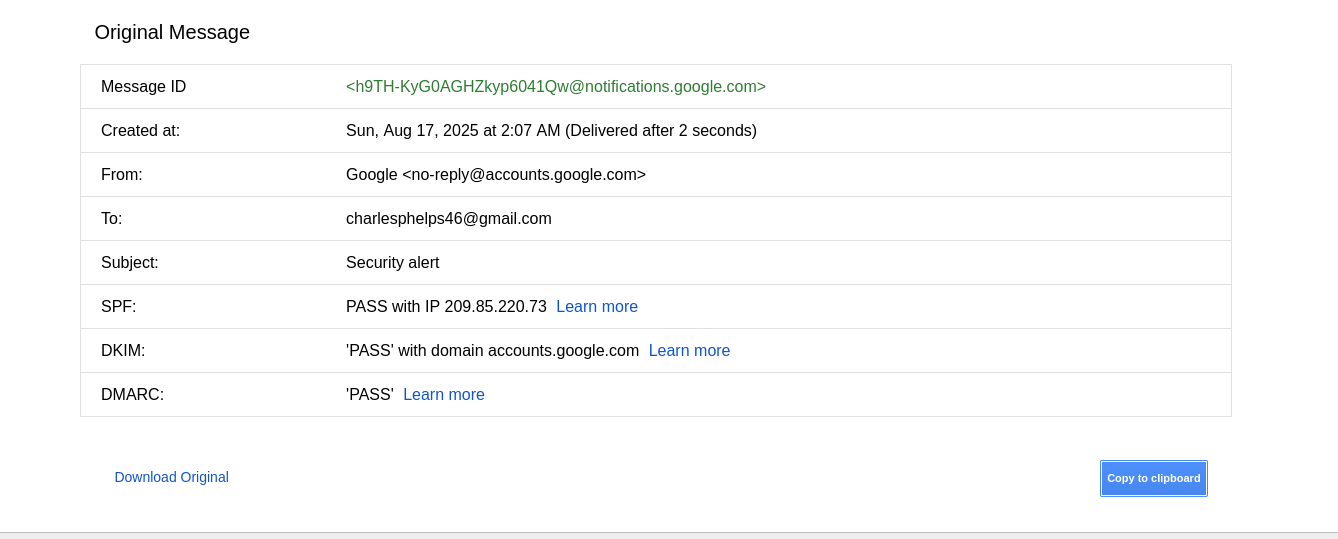 Original Message
Message ID <h9TH-KyG0AGHZkyp6041Qw@notifications.google.com>
Created at: Sun, Aug 17, 2025 at 2:07 AM (Delivered after 2 seconds)
From: Google <no-reply@accounts.google.com>
To: charlesphelps46@gmail.com
Subject: Security alert
SPF: PASS with IP 209.85.220.73 Learn more
DKIM: 'PASS' with domain accounts.google.com Learn more
DMARC: 'PASS' Learn more
Download Original Copy to clipboard